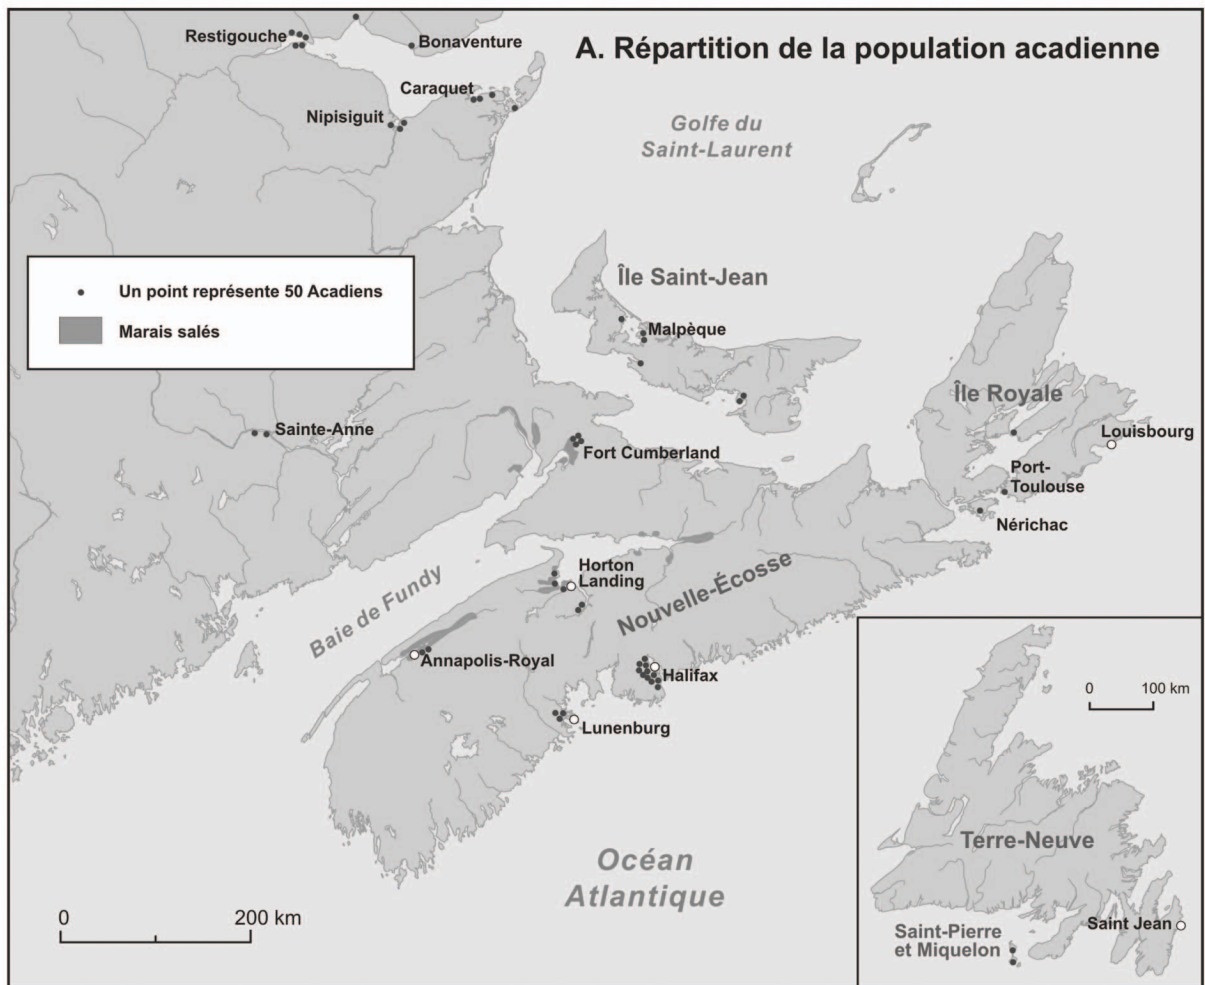 A. Répartition de la population acadienne
Restigouche
Bonaventure
Caraquet
Nipisiguit
Golfe du
Saint-Laurent
Un point représente 50 Acadiens
Marais salés
Île Saint-Jean
Malpèque
Île Royale
Louisbourg
Port-
Toulouse
Nérichac
Sainte-Anne
Fort Cumberland
Horton
Landing
Nouvelle-Écosse
Baie de Fundy
Annapolis-Royal
Halifax
Lunenburg
Océan
Atlantique
0 200 km
0 100 km
Terre-Neuve
Saint Jean
Saint-Pierre
et Miquelon